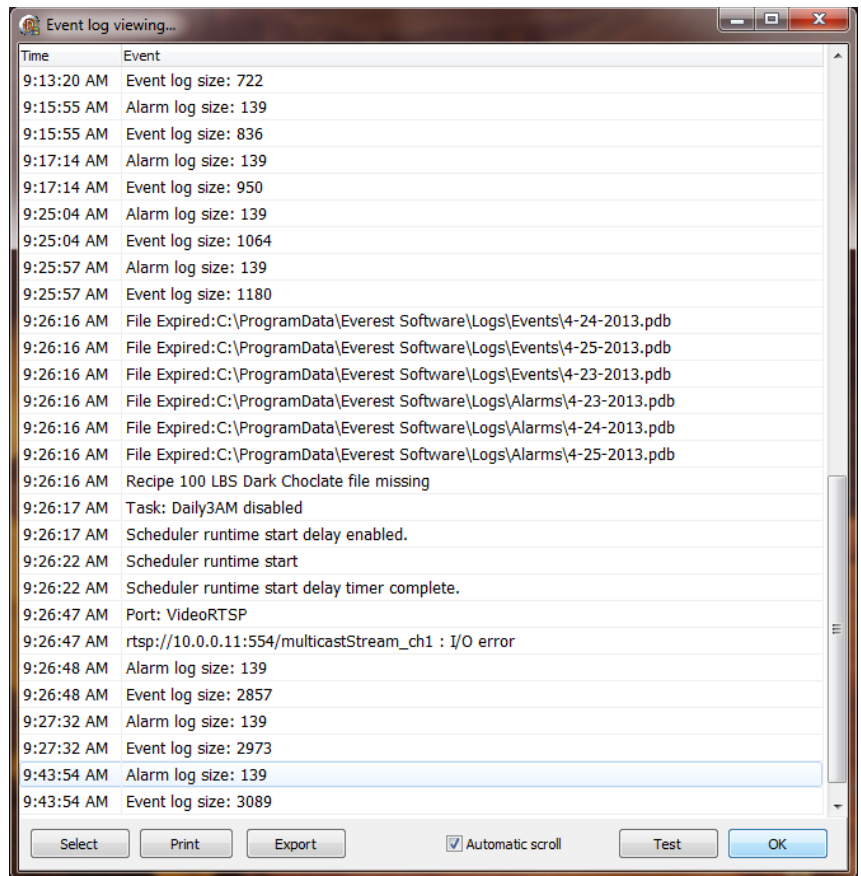 Event log viewing...
Time Event
9:13:20 AM Event log size: 722
9:15:55 AM Alarm log size: 139
9:15:55 AM Event log size: 836
9:17:14 AM Alarm log size: 139
9:17:14 AM Event log size: 950
9:25:04 AM Alarm log size: 139
9:25:04 AM Event log size: 1064
9:25:57 AM Alarm log size: 139
9:25:57 AM Event log size: 1180
9:26:16 AM File Expired:C:\ProgramData\Everest Software\Logs\Events\4-24-2013.pdb
9:26:16 AM File Expired:C:\ProgramData\Everest Software\Logs\Events\4-25-2013.pdb
9:26:16 AM File Expired:C:\ProgramData\Everest Software\Logs\Events\4-23-2013.pdb
9:26:16 AM File Expired:C:\ProgramData\Everest Software\Logs\Alarms\4-23-2013.pdb
9:26:16 AM File Expired:C:\ProgramData\Everest Software\Logs\Alarms\4-24-2013.pdb
9:26:16 AM File Expired:C:\ProgramData\Everest Software\Logs\Alarms\4-25-2013.pdb
9:26:16 AM Recipe 100 LBS Dark Choclate file missing
9:26:17 AM Task: Daily3AM disabled
9:26:17 AM Scheduler runtime start delay enabled.
9:26:22 AM Scheduler runtime start
9:26:22 AM Scheduler runtime start delay timer complete.
9:26:47 AM Port: VideoRTSP
9:26:47 AM rtsp://10.0.0.11:554/multicastStream_ch1 : I/O error
9:26:48 AM Alarm log size: 139
9:26:48 AM Event log size: 2857
9:27:32 AM Alarm log size: 139
9:27:32 AM Event log size: 2973
9:43:54 AM Alarm log size: 139
9:43:54 AM Event log size: 3089
Select Print Export Automatic scroll Test OK